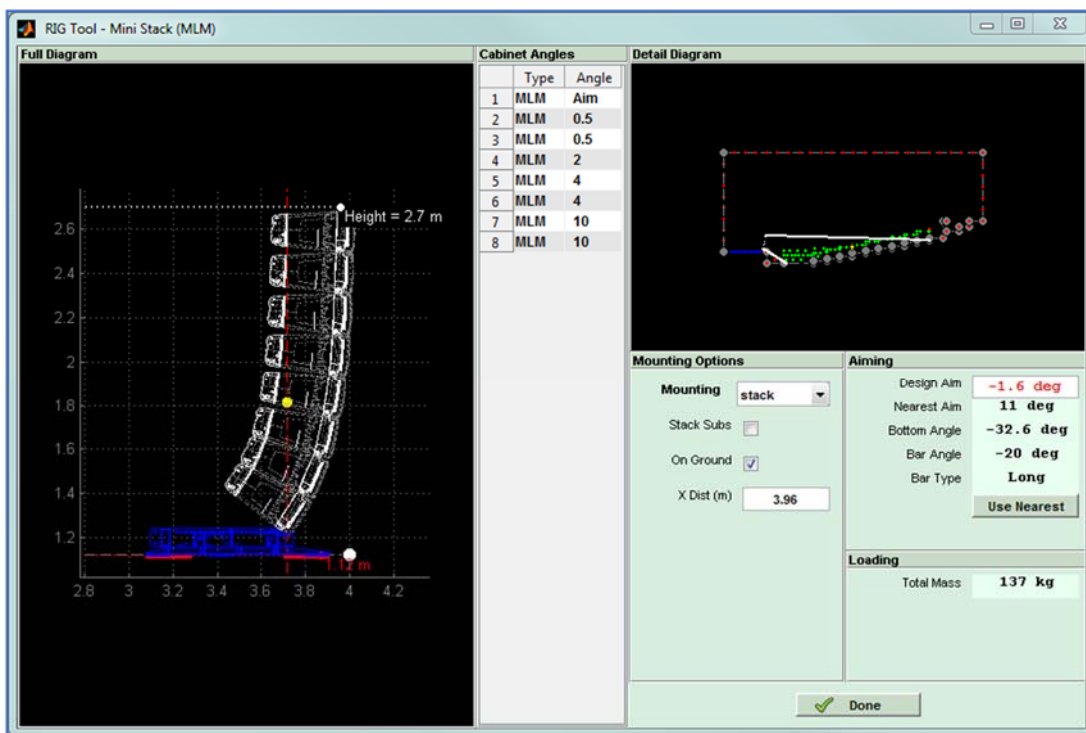 RIG Tool - Mini Stack (MLM)
Full Diagram
Height = 2.7 m
2.6
2.4
2.2
2
1.8
1.6
1.4
1.2
1.12 m
2.8 3 3.2 3.4 3.6 3.8 4 4.2
Cabinet Angles
Type Angle
1 MLM Aim
2 MLM 0.5
3 MLM 0.5
4 MLM 2
5 MLM 4
6 MLM 4
7 MLM 10
8 MLM 10
Detail Diagram
Mounting Options
Mounting stack
Stack Subs
On Ground
X Dist (m) 3.96
Aiming
Design Aim -1.6 deg
Nearest Aim 11 deg
Bottom Angle -32.6 deg
Bar Angle -20 deg
Bar Type Long
Use Nearest
Loading
Total Mass 137 kg
Done